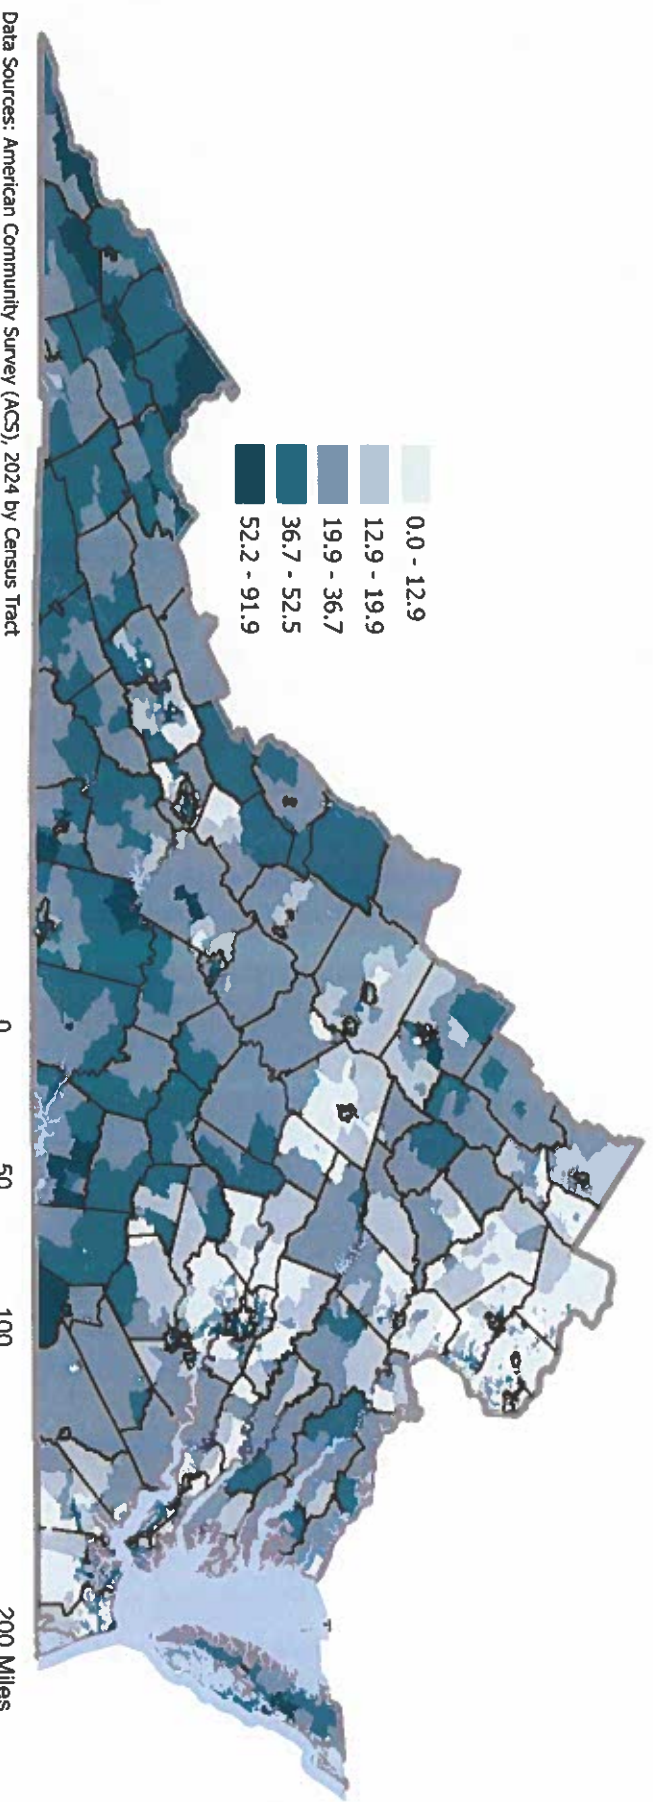 0.0 - 12.9
12.9 - 19.9
19.9 - 36.7
36.7 - 52.5
52.2 - 91.9
0 50 100 200 Miles
Data Sources: American Community Survey (ACS), 2024 by Census Tract